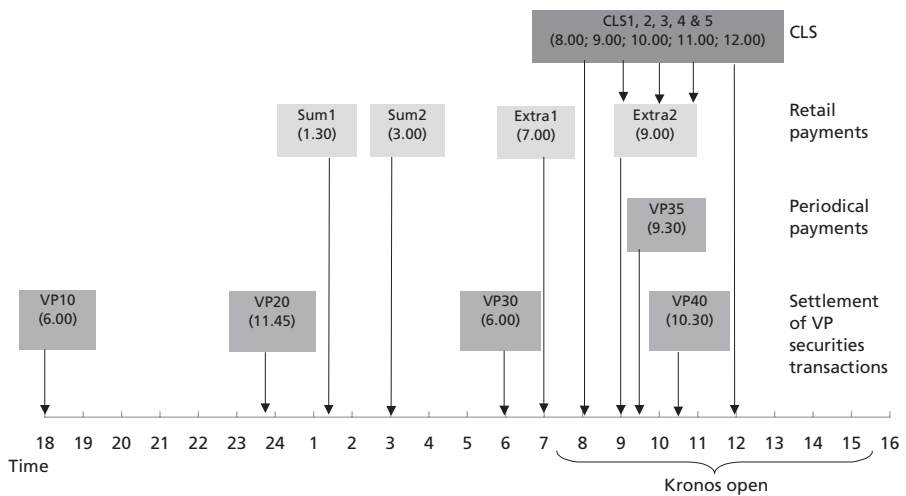 CLS1, 2, 3, 4 & 5
(8.00; 9.00; 10.00; 11.00; 12.00)
CLS
Sum1
(1.30)
Sum2
(3.00)
Extra1
(7.00)
Extra2
(9.00)
Retail
payments
VP35
(9.30)
Periodical
payments
VP10
(6.00)
VP20
(11.45)
VP30
(6.00)
VP40
(10.30)
Settlement
of VP
securities
transactions
18 19 20 21 22 23 24 1 2 3 4 5 6 7 8 9 10 11 12 13 14 15 16
Time
Kronos open